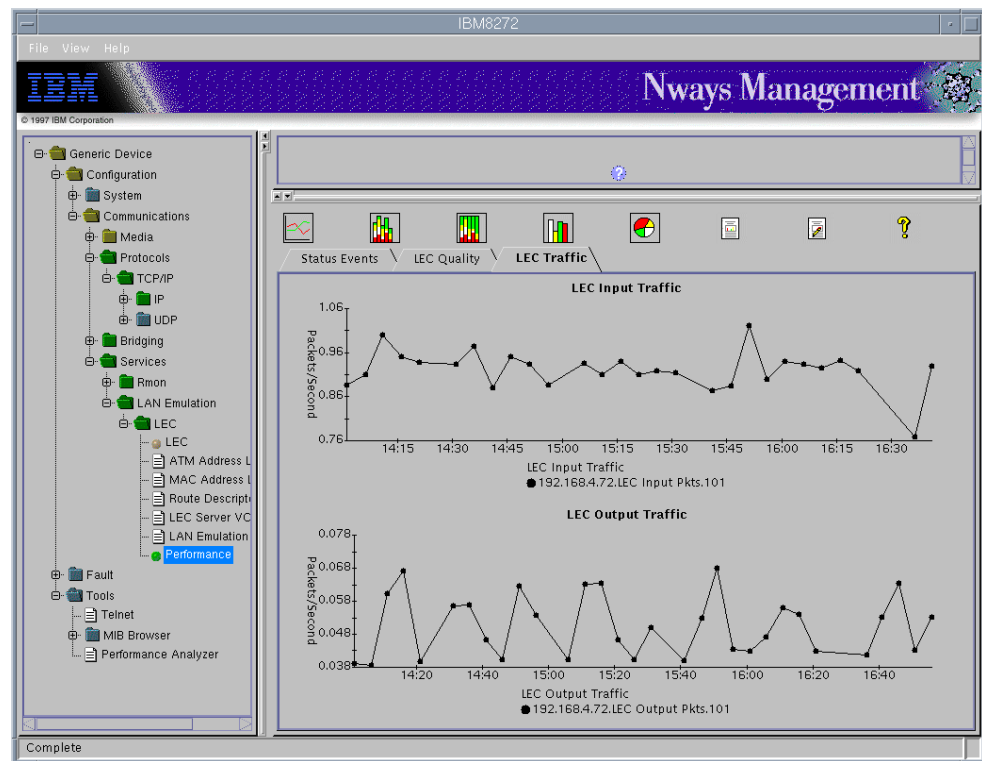 IBM8272
File View Help
IBM
Nways Management
© 1997 IBM Corporation
Generic Device
Configuration
System
Communications
Media
Protocols
TCP/IP
IP
UDP
Bridging
Services
Rmon
LAN Emulation
LEC
LEC
ATM Address L
MAC Address L
Route Descript
LEC Server VC
LAN Emulation
Performance
Fault
Tools
Telnet
MIB Browser
Performance Analyzer
?
?
Status Events LEC Quality LEC Traffic
LEC Input Traffic
Packets/Second
1.06
0.96
0.86
0.76
14:15 14:30 14:45 15:00 15:15 15:30 15:45 16:00 16:15 16:30
LEC Input Traffic
192.168.4.72.LEC Input Pkts.101
LEC Output Traffic
Packets/Second
0.078
0.068
0.058
0.048
0.038
14:20 14:40 15:00 15:20 15:40 16:00 16:20 16:40
LEC Output Traffic
192.168.4.72.LEC Output Pkts.101
Complete